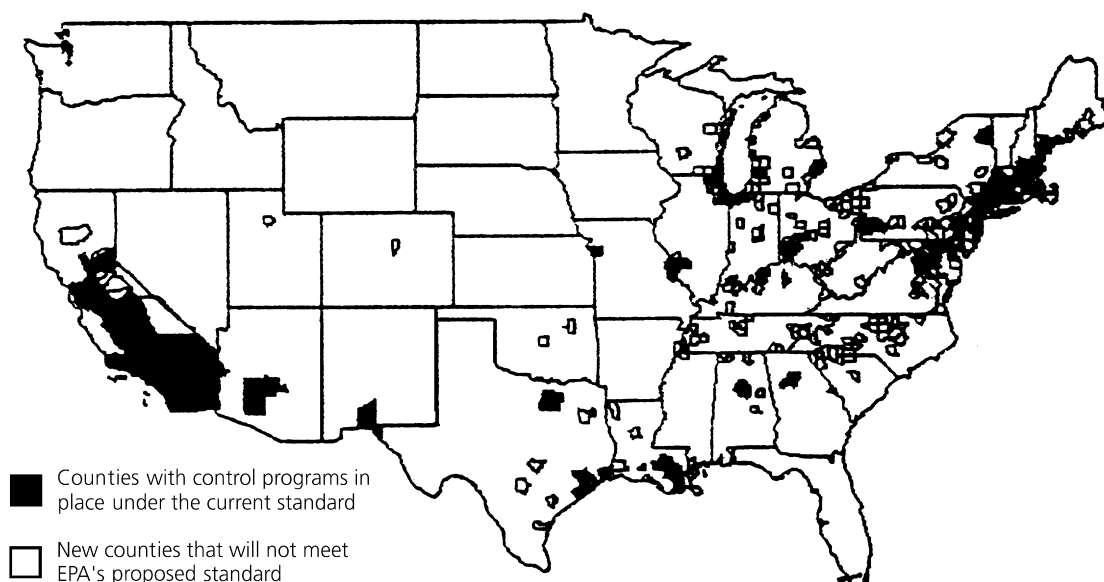 Counties with control programs in
place under the current standard
New counties that will not meet
EPA's proposed standard